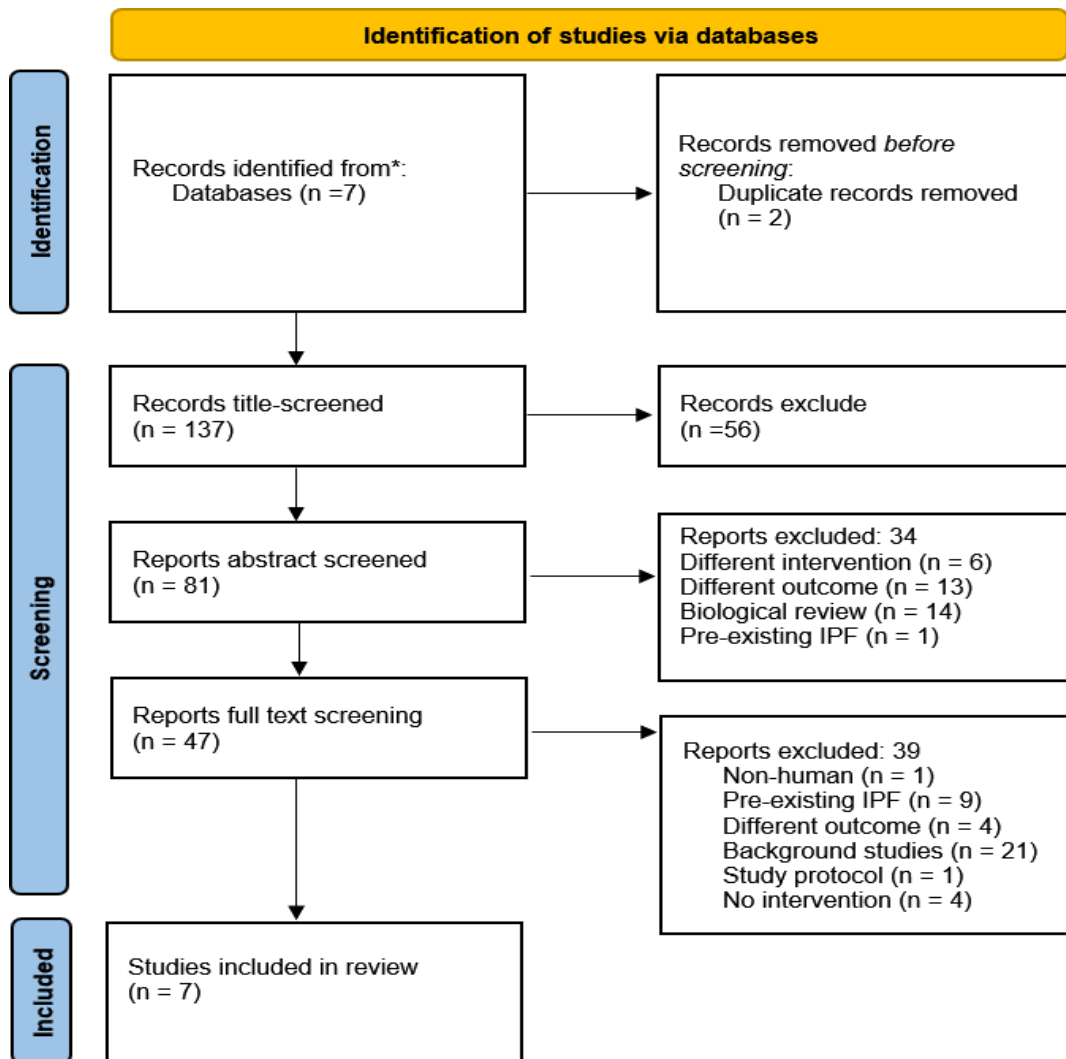 Identification of studies via databases
Identification
Records identified from*:
Databases (n =7)
Records removed before
screening:
Duplicate records removed
(n = 2)
Screening
Records title-screened
(n = 137)
Records exclude
(n =56)
Reports abstract screened
(n = 81)
Reports excluded: 34
Different intervention (n = 6)
Different outcome (n = 13)
Biological review (n = 14)
Pre-existing IPF (n = 1)
Reports full text screening
(n = 47)
Reports excluded: 39
Non-human (n = 1)
Pre-existing IPF (n = 9)
Different outcome (n = 4)
Background studies (n = 21)
Study protocol (n = 1)
No intervention (n = 4)
Included
Studies included in review
(n = 7)